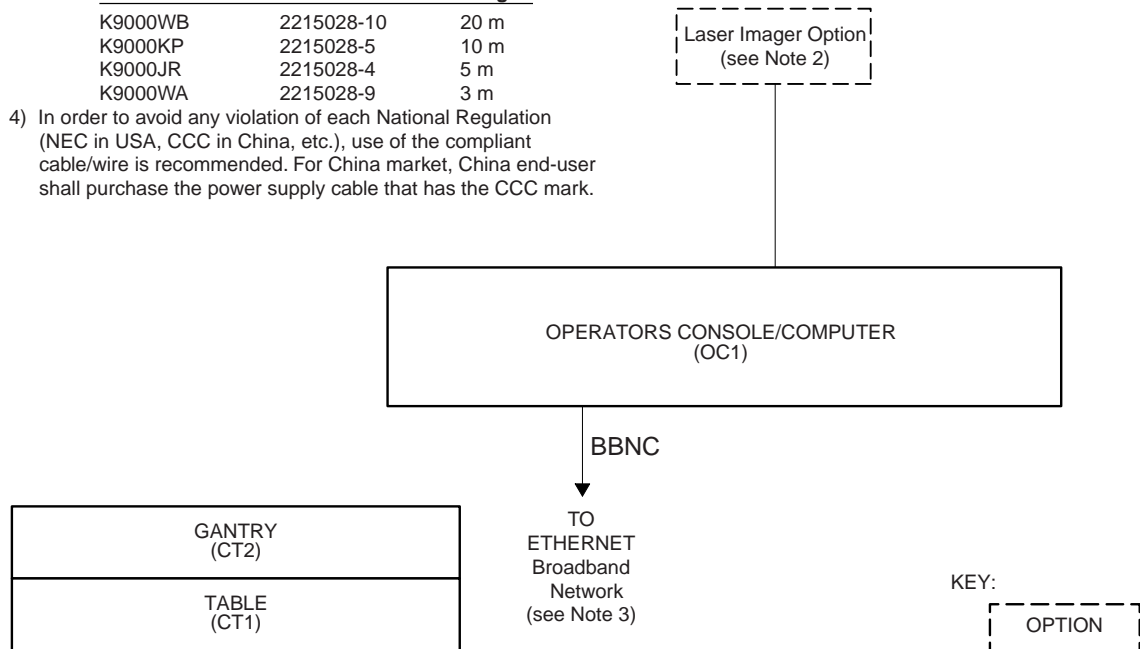 K9000WB 2215028-10 20 m
K9000KP 2215028-5 10 m
K9000JR 2215028-4 5 m
K9000WA 2215028-9 3 m
4) In order to avoid any violation of each National Regulation
(NEC in USA, CCC in China, etc.), use of the compliant
cable/wire is recommended. For China market, China end-user
shall purchase the power supply cable that has the CCC mark.
Laser Imager Option
(see Note 2)
OPERATORS CONSOLE/COMPUTER
(OC1)
BBNC
TO
ETHERNET
Broadband
Network
(see Note 3)
GANTRY
(CT2)
TABLE
(CT1)
KEY:
OPTION